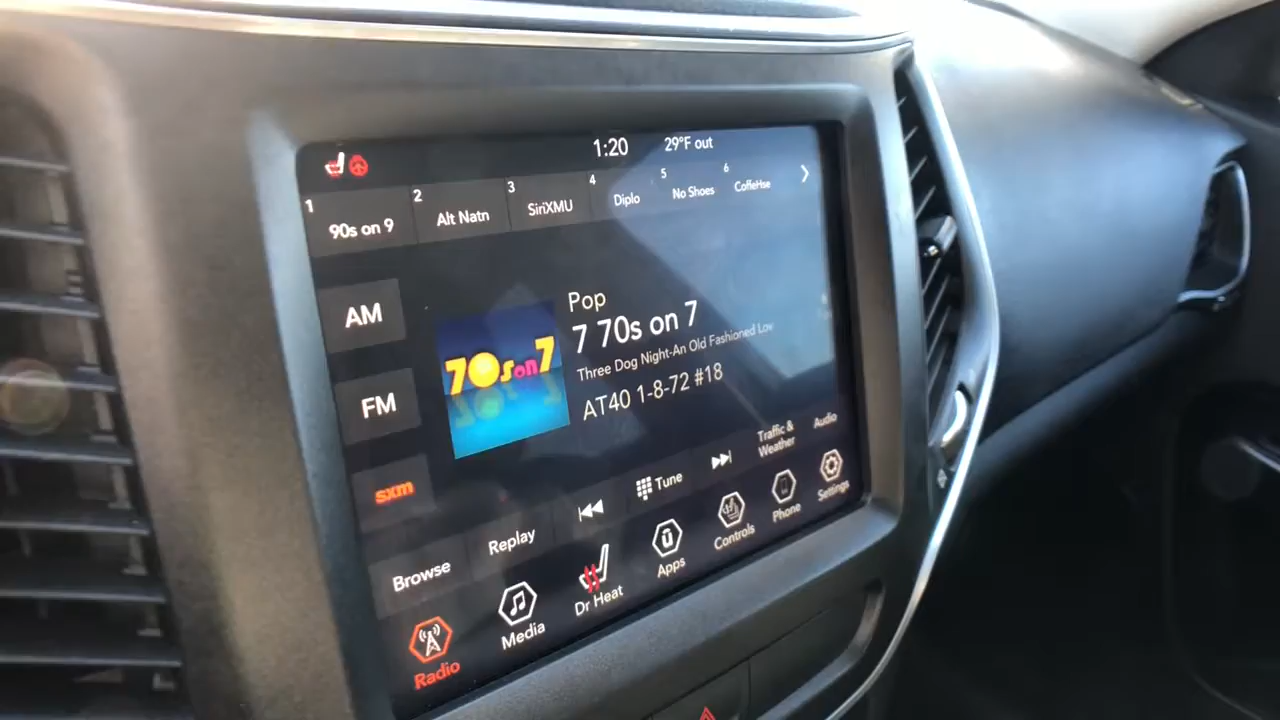 1:20 29°F out
1 90s on 9
2 Alt Natn
3 SiriXMU
4 Diplo
5 No Shoes
6 CoffeHse
AM
FM
sxm
70s on 7
Pop
7 70s on 7
Three Dog Night-An Old Fashioned Lov
AT40 1-8-72 #18
Browse
Replay
Tune
Traffic &
Weather
Audio
Radio
Media
Dr Heat
Apps
Controls
Phone
Settings